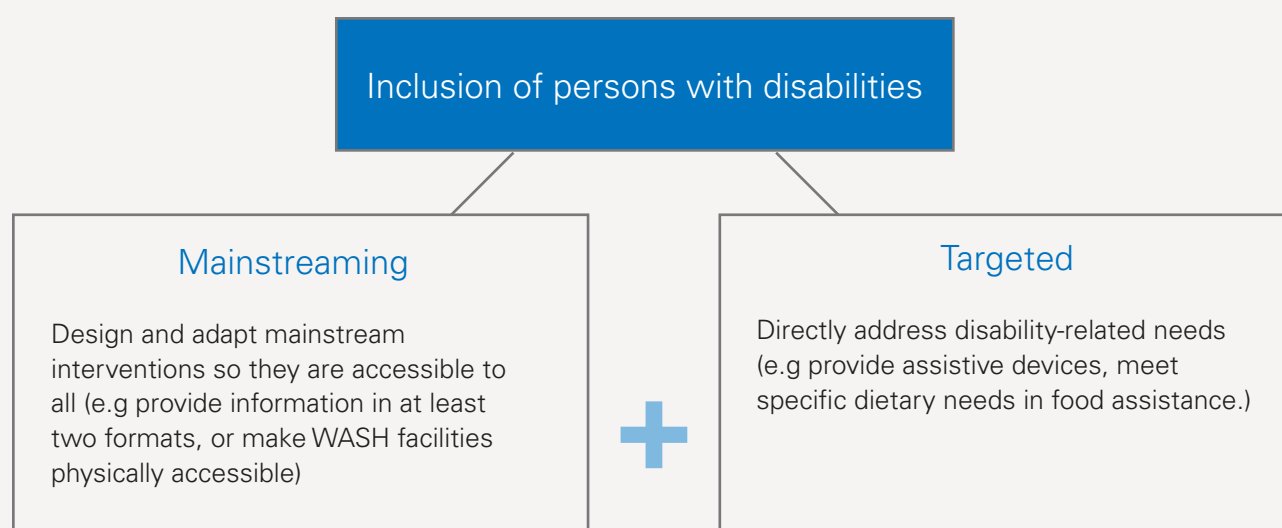 Inclusion of persons with disabilities
Mainstreaming
Design and adapt mainstream
interventions so they are accessible to
all (e.g provide information in at least
two formats, or make WASH facilities
physically accessible)
+
Targeted
Directly address disability-related needs
(e.g provide assistive devices, meet
specific dietary needs in food assistance.)